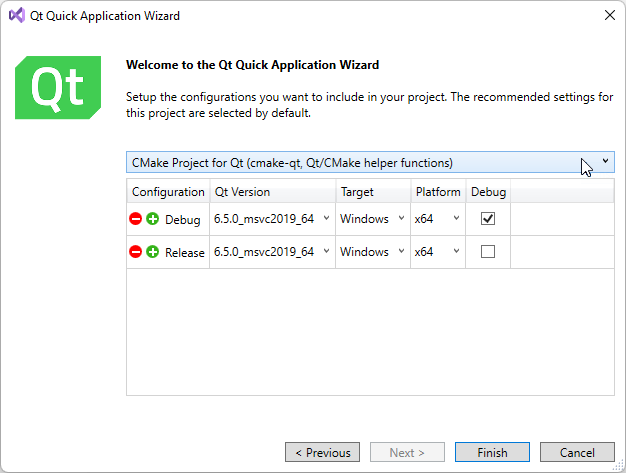 Qt Quick Application Wizard
Qt
Welcome to the Qt Quick Application Wizard
Setup the configurations you want to include in your project. The recommended settings for
this project are selected by default.
CMake Project for Qt (cmake-qt, Qt/CMake helper functions)
Configuration Qt Version Target Platform Debug
Debug 6.5.0_msvc2019_64 Windows x64
Release 6.5.0_msvc2019_64 Windows x64
< Previous Next > Finish Cancel